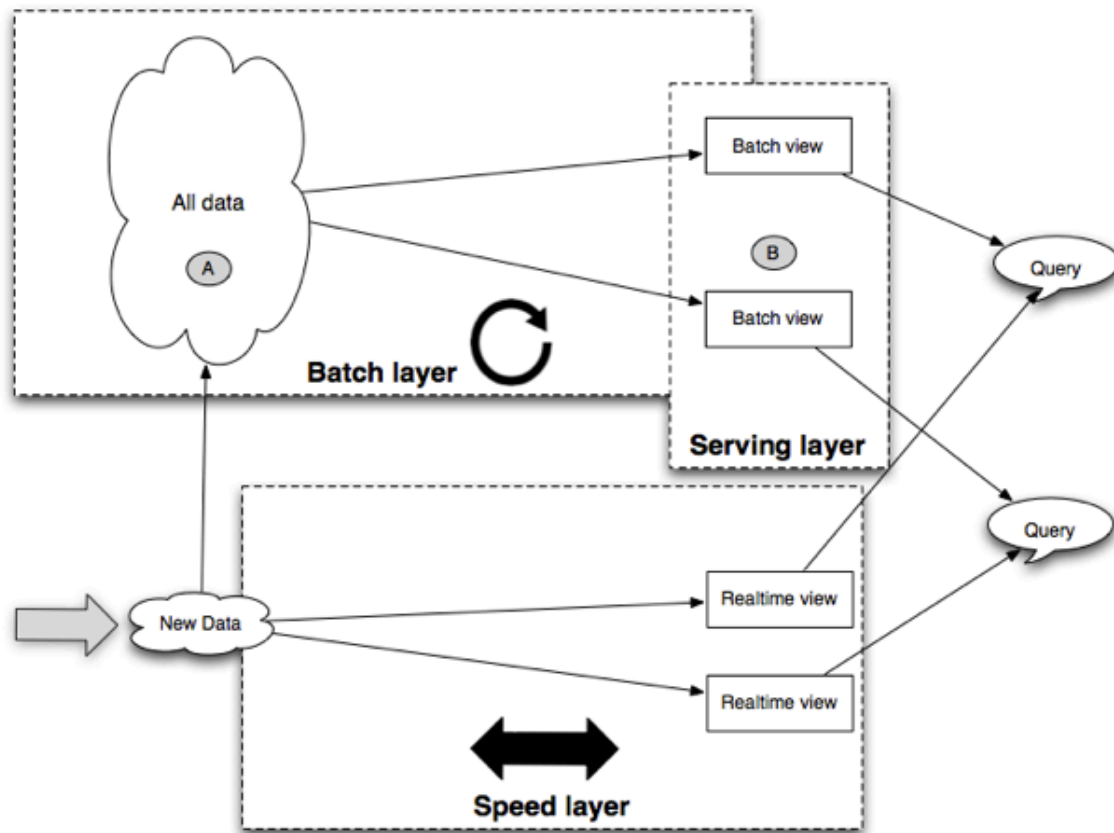 Batch view
All data
A
B
Query
Batch view
Batch layer
Serving layer
Query
Realtime view
New Data
Realtime view
Speed layer